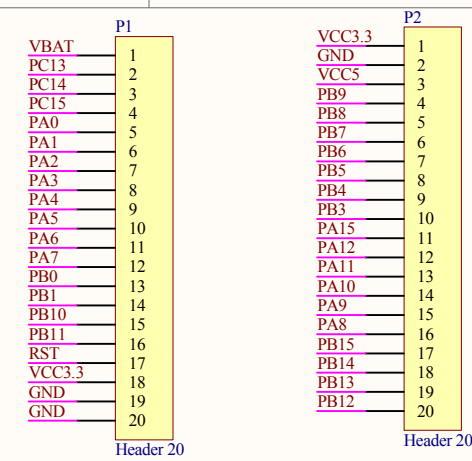 P1
VBAT 1
PC13 2
PC14 3
PC15 4
PA0 5
PA1 6
PA2 7
PA3 8
PA4 9
PA5 10
PA6 11
PA7 12
PB0 13
PB1 14
PB10 15
PB11 16
RST 17
VCC3.3 18
GND 19
GND 20
Header 20
P2
VCC3.3 1
GND 2
VCC5 3
PB9 4
PB8 5
PB7 6
PB6 7
PB5 8
PB4 9
PB3 10
PA15 11
PA12 12
PA11 13
PA10 14
PA9 15
PA8 16
PB15 17
PB14 18
PB13 19
PB12 20
Header 20